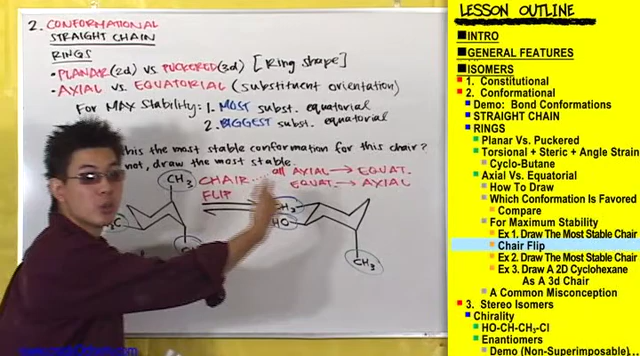 2. CONFORMATIONAL
STRAIGHT CHAIN
RINGS
• PLANAR (2d) VS PUCKERED (3d) [Ring shape]
• AXIAL VS EQUATORIAL (substituent orientation)
For MAX Stability: 1. MOST subst. equatorial
2. BIGGEST subst. equatorial
this the most stable conformation for this chair?
not, draw the most stable.
CH3
CHAIR.... all AXIAL → EQUAT.
FLIP EQUAT → AXIAL
HO
CH3
LESSON OUTLINE
INTRO
GENERAL FEATURES
ISOMERS
1. Constitutional
2. Conformational
Demo: Bond Conformations
STRAIGHT CHAIN
RINGS
Planar Vs. Puckered
Torsional + Steric + Angle Strain
Cyclo-Butane
Axial Vs. Equatorial
How to Draw
Which Conformation Is Favored
Compare
For Maximum Stability
Ex 1. Draw The Most Stable Chair
Chair Flip
Ex 2. Draw The Most Stable Chair
Ex 3. Draw A 2D Cyclohexane
As A 3d Chair
A Common Misconception
3. Stereo Isomers
Chirality
HO-CH-CH3-Cl
Enantiomers
Demo (Non-Superimposable)